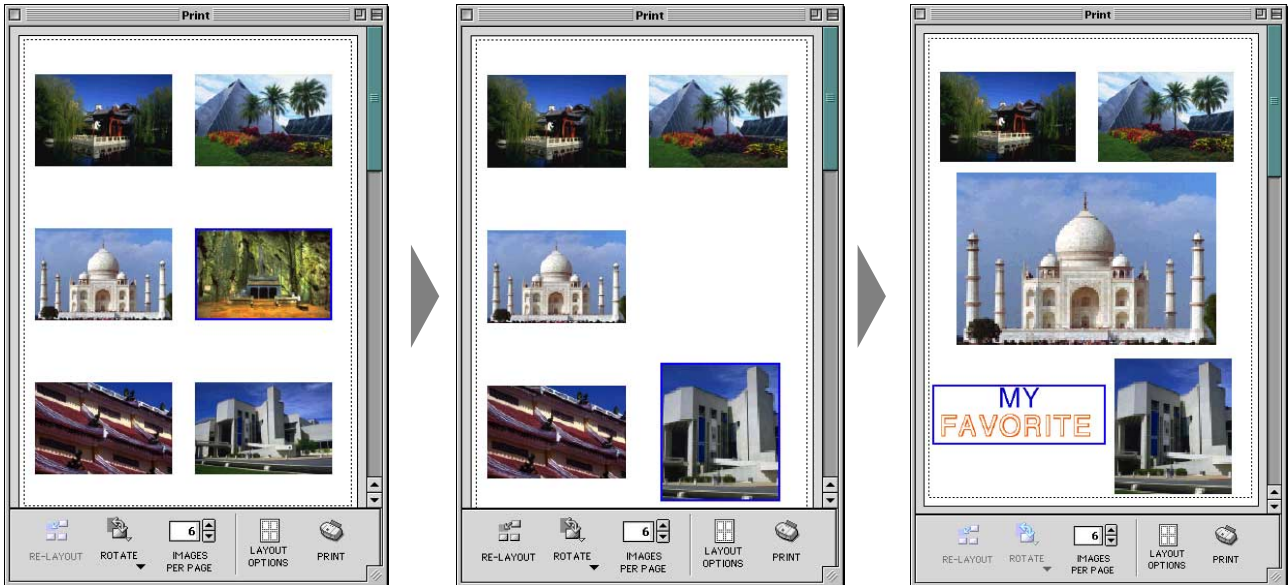 Print
RE-LAYOUT
ROTATE
6
IMAGES
PER PAGE
LAYOUT
OPTIONS
PRINT
Print
RE-LAYOUT
ROTATE
6
IMAGES
PER PAGE
LAYOUT
OPTIONS
PRINT
Print
MY
FAVORITE
RE-LAYOUT
ROTATE
6
IMAGES
PER PAGE
LAYOUT
OPTIONS
PRINT